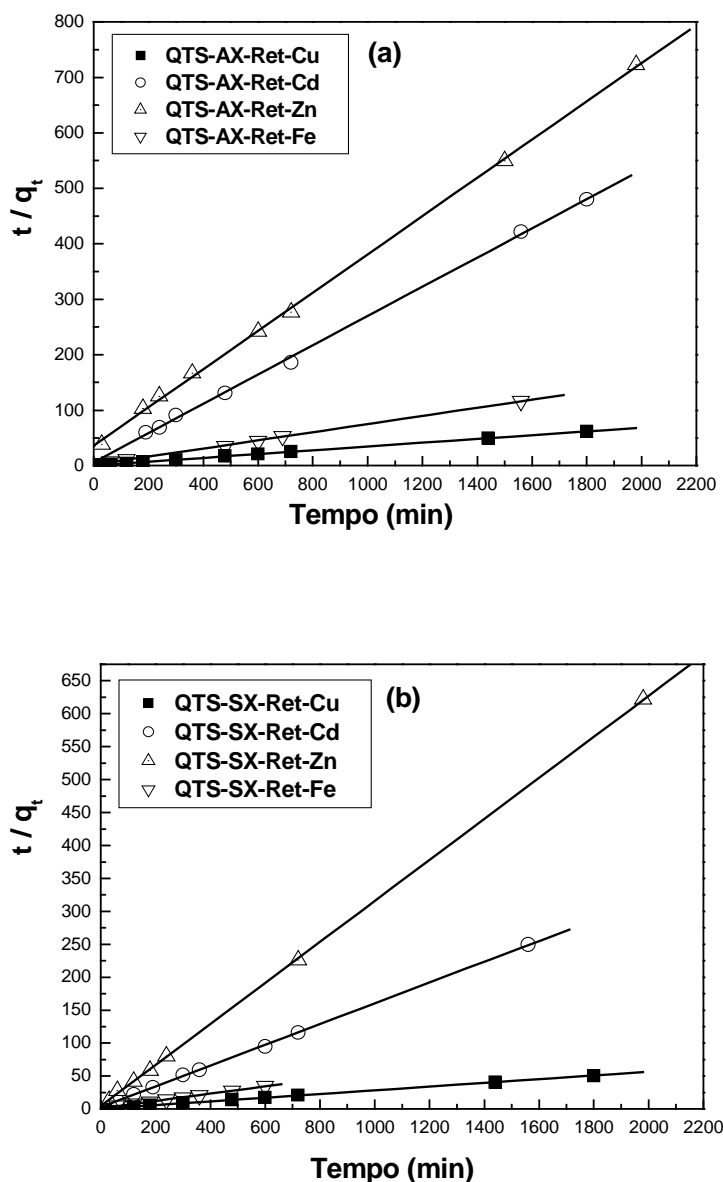 (a)
QTS-AX-Ret-Cu
QTS-AX-Ret-Cd
QTS-AX-Ret-Zn
QTS-AX-Ret-Fe
800
700
600
500
400
300
200
100
0
t / qt
0 200 400 600 800 1000 1200 1400 1600 1800 2000 2200
Tempo (min)
(b)
QTS-SX-Ret-Cu
QTS-SX-Ret-Cd
QTS-SX-Ret-Zn
QTS-SX-Ret-Fe
650
600
550
500
450
400
350
300
250
200
150
100
50
0
t / qt
0 200 400 600 800 1000 1200 1400 1600 1800 2000 2200
Tempo (min)